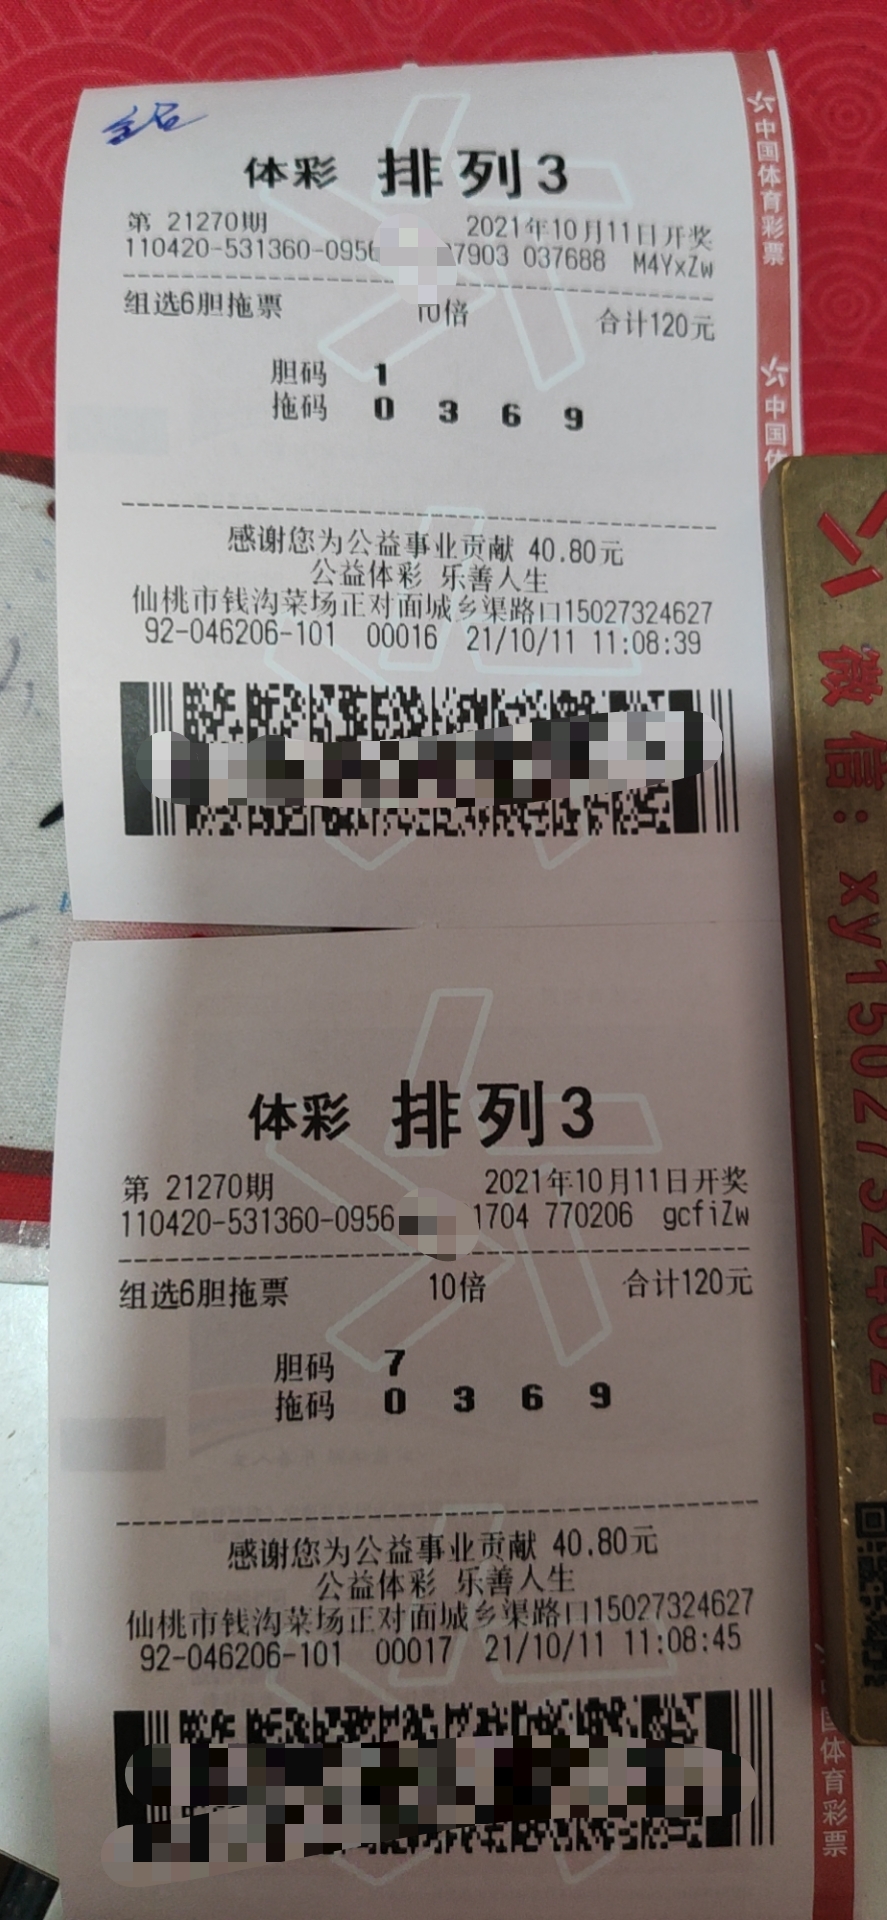 体彩 排列3
第 21270期 2021年10月11日开奖
110420-531360-0956 7903 037688 M4YxZw
组选6胆拖票 10倍 合计120元
胆码 1
拖码 0 3 6 9
感谢您为公益事业贡献 40.80元
公益体彩 乐善人生
仙桃市钱沟菜场正对面城乡渠路口15027324627
92-046206-101 00016 21/10/11 11:08:39
中国体育彩票
中国体
微信：xy15027324627
体彩 排列3
第 21270期 2021年10月11日开奖
110420-531360-0956 1704 770206 gcfiZw
组选6胆拖票 10倍 合计120元
胆码 7
拖码 0 3 6 9
感谢您为公益事业贡献 40.80元
公益体彩 乐善人生
仙桃市钱沟菜场正对面城乡渠路口15027324627
92-046206-101 00017 21/10/11 11:08:45
国体育彩票